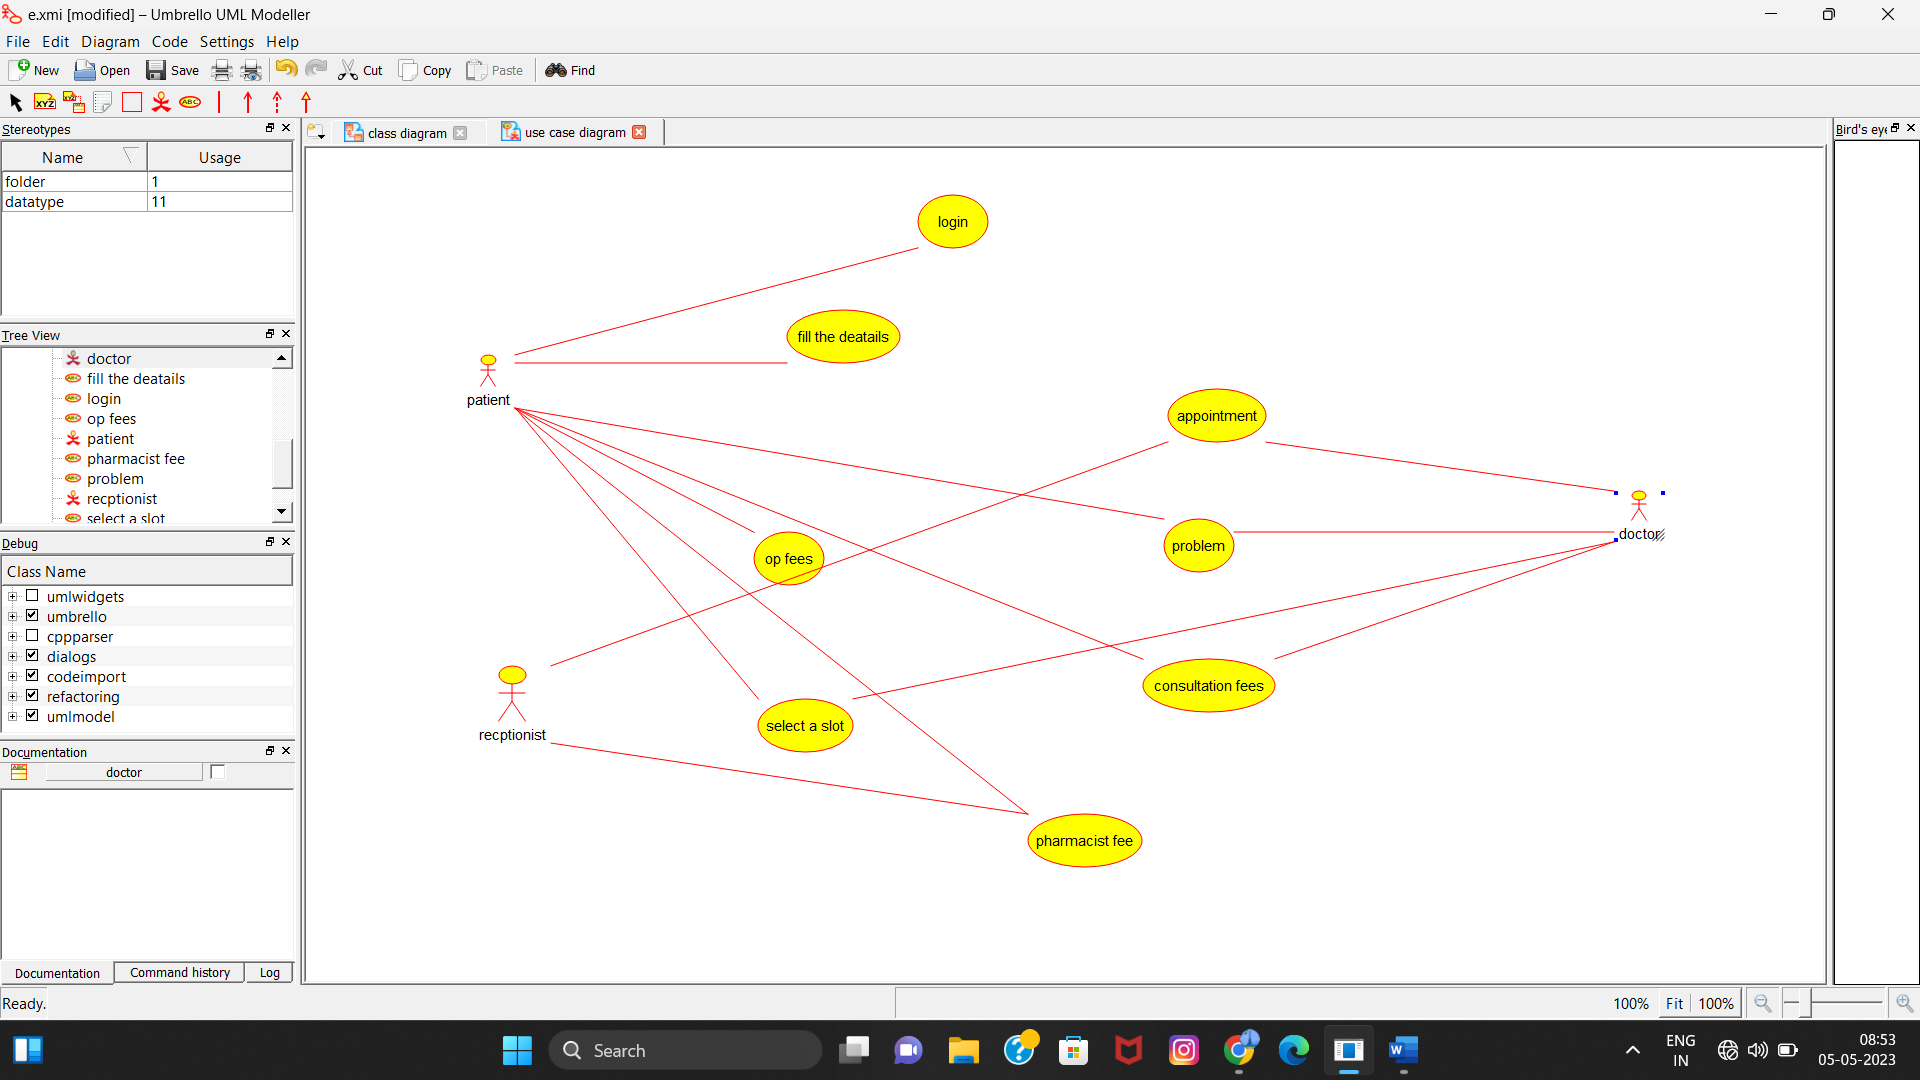 e.xmi [modified] – Umbrello UML Modeller
File Edit Diagram Code Settings Help
New Open Save Cut Copy Paste Find
XYZ XYZ ABC
Stereotypes
Name Usage
folder 1
datatype 11
Tree View
doctor
fill the deatails
login
op fees
patient
pharmacist fee
problem
recptionist
select a slot
Debug
Class Name
umlwidgets
umbrello
cppparser
dialogs
codeimport
refactoring
umlmodel
Documentation
doctor
Documentation Command history Log
class diagram use case diagram
login
fill the deatails
patient
appointment
doctor
problem
op fees
consultation fees
select a slot
recptionist
pharmacist fee
Bird's eye
Ready.
100% Fit 100%
Search
ENG
IN
08:53
05-05-2023